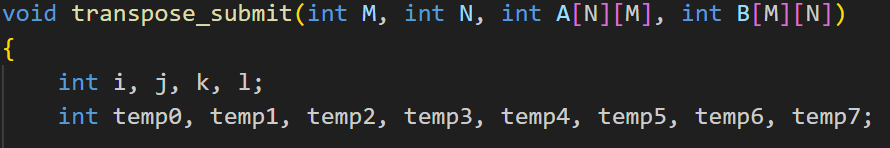 void transpose_submit(int M, int N, int A[N][M], int B[M][N])
{
    int i, j, k, l;
    int temp0, temp1, temp2, temp3, temp4, temp5, temp6, temp7;